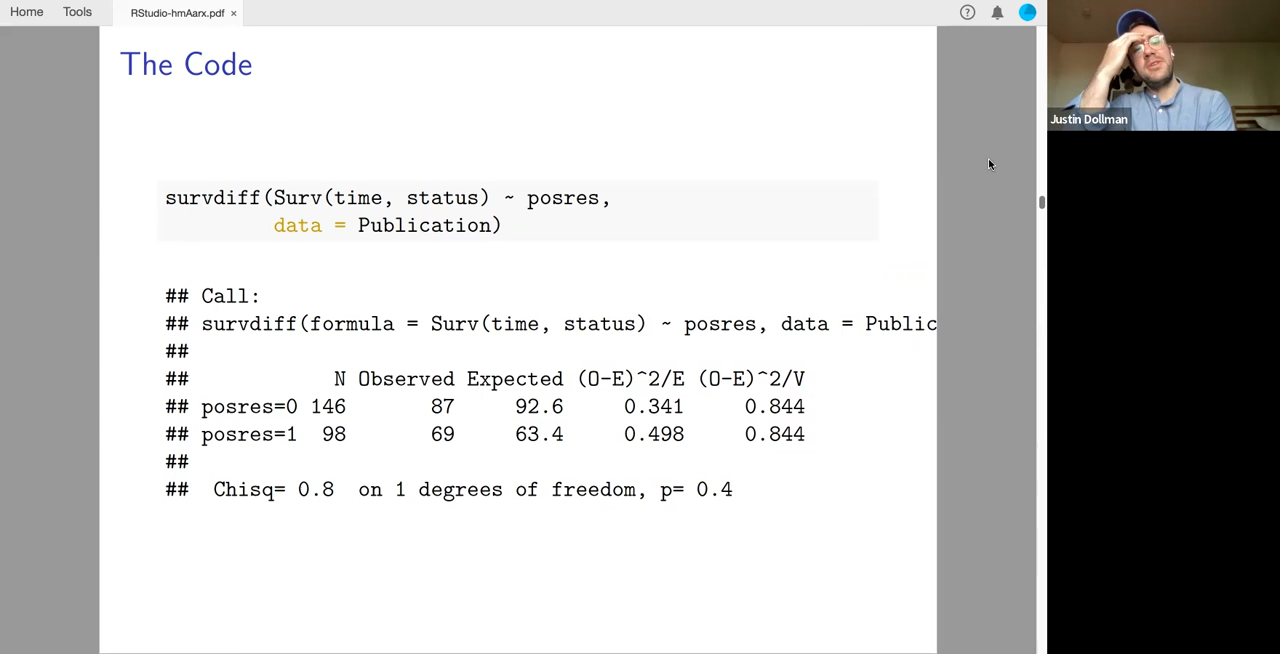 Home Tools RStudio-hmAarx.pdf ×
The Code
survdiff(Surv(time, status) ~ posres,
data = Publication)
## Call:
## survdiff(formula = Surv(time, status) ~ posres, data = Public
##
## N Observed Expected (O-E)^2/E (O-E)^2/V
## posres=0 146 87 92.6 0.341 0.844
## posres=1 98 69 63.4 0.498 0.844
##
## Chisq= 0.8 on 1 degrees of freedom, p= 0.4
Justin Dollman